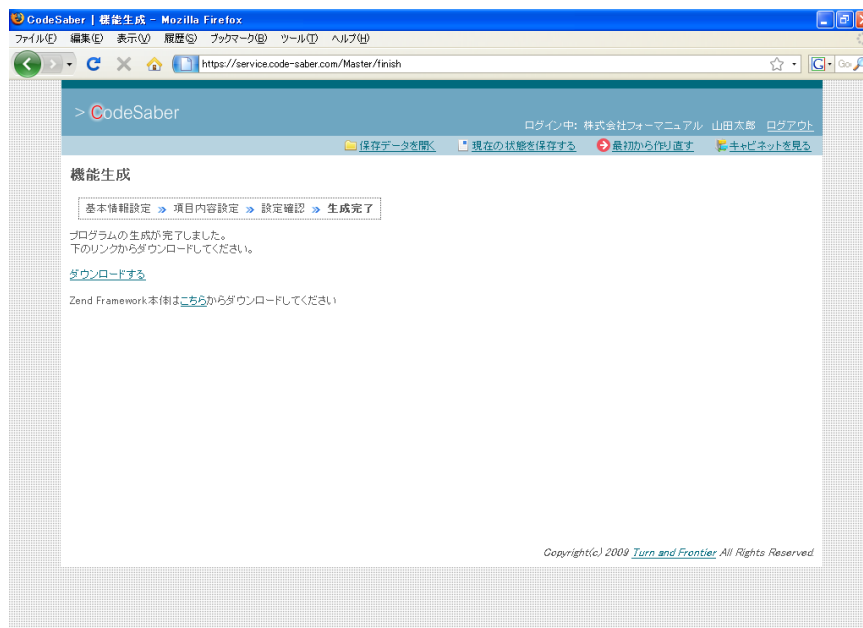 CodeSaber | 機能生成 - Mozilla Firefox
ファイル(F) 編集(E) 表示(V) 履歴(S) ブックマーク(B) ツール(T) ヘルプ(H)
https://service.code-saber.com/Master/finish
G Go
> CodeSaber
ログイン中: 株式会社フォーマニュアル 山田太郎 ログアウト
保存データを開く 現在の状態を保存する 最初から作り直す キャビネットを見る
機能生成
基本情報設定 » 項目内容設定 » 設定確認 » 生成完了
プログラムの生成が完了しました。
下のリンクからダウンロードしてください。
ダウンロードする
Zend Framework本体はこちらからダウンロードしてください
Copyright(c) 2009 Turn and Frontier All Rights Reserved.